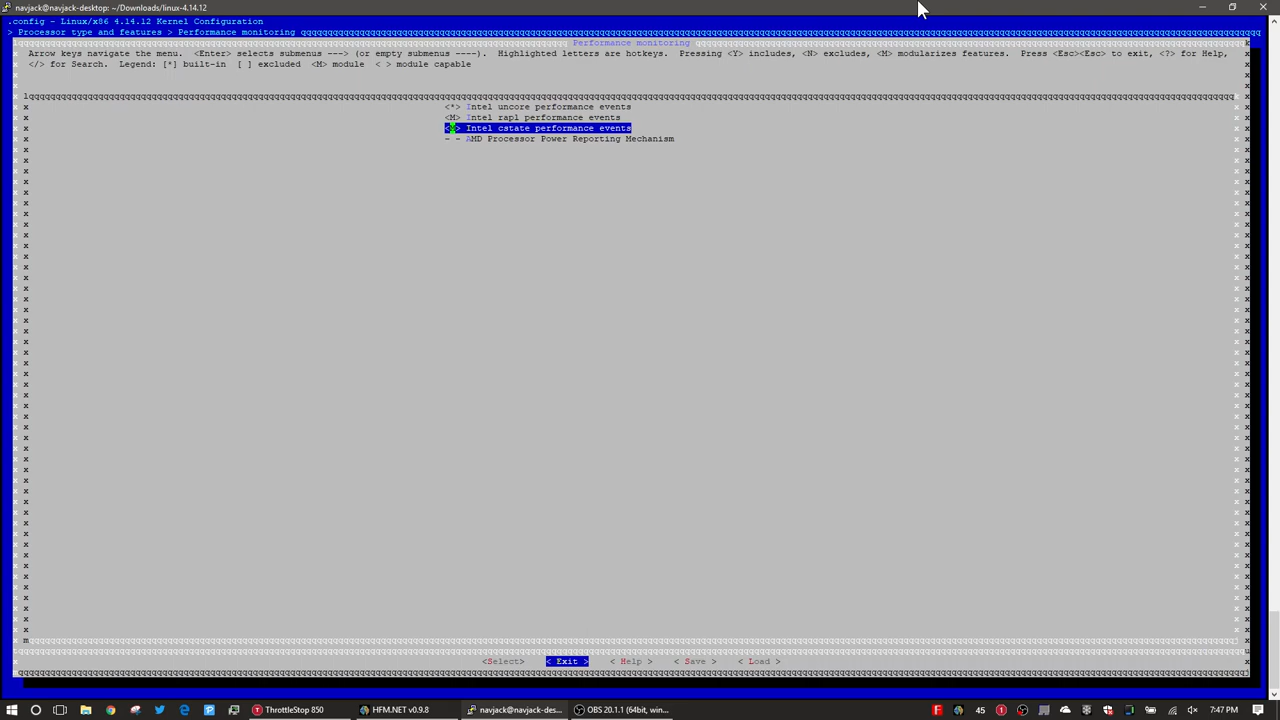 navjack@navjack-desktop: ~/Downloads/linux-4.14.12
.config - Linux/x86 4.14.12 Kernel Configuration
> Processor type and features > Performance monitoring
Performance monitoring
Arrow keys navigate the menu.  <Enter> selects submenus ---> (or empty submenus ----).  Highlighted letters are hotkeys.  Pressing <Y> includes, <N> excludes, <M> modularizes features.  Press <Esc><Esc> to exit, <?> for Help,
</> for Search.  Legend: [*] built-in  [ ] excluded  <M> module  < > module capable
<*> Intel uncore performance events
<M> Intel rapl performance events
Intel cstate performance events
- - AMD Processor Power Reporting Mechanism
<Select>    < Exit >    < Help >    < Save >    < Load >
ThrottleStop 850
HFM.NET v0.9.8
navjack@navjack-des...
OBS 20.1.1 (64bit, win...
45
7:47 PM